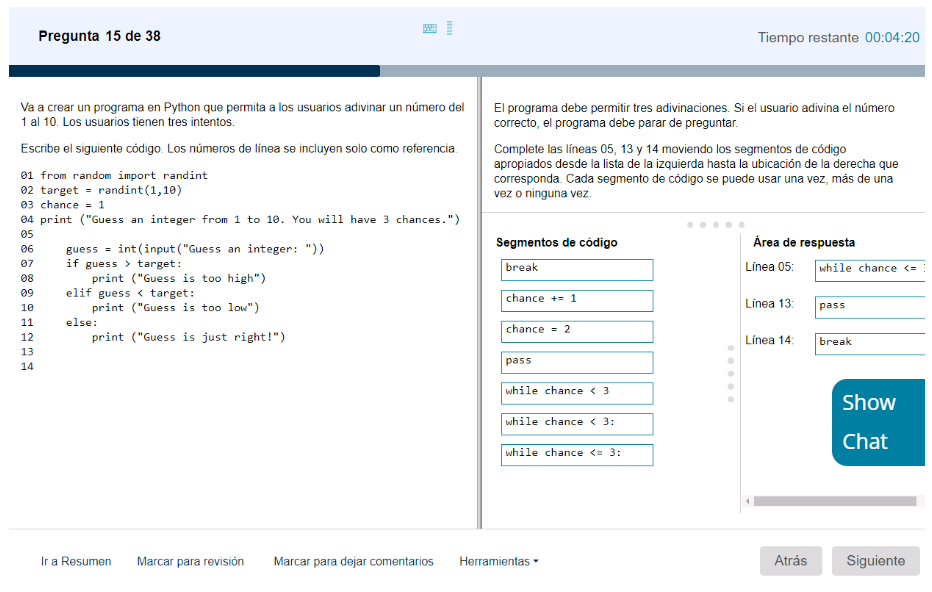 Pregunta 15 de 38
Tiempo restante 00:04:20
Va a crear un programa en Python que permita a los usuarios adivinar un número del
1 al 10. Los usuarios tienen tres intentos.
Escribe el siguiente código. Los números de línea se incluyen solo como referencia.
01 from random import randint
02 target = randint(1,10)
03 chance = 1
04 print ("Guess an integer from 1 to 10. You will have 3 chances.")
05
06     guess = int(input("Guess an integer: "))
07     if guess > target:
08         print ("Guess is too high")
09     elif guess < target:
10         print ("Guess is too low")
11     else:
12         print ("Guess is just right!")
13
14
El programa debe permitir tres adivinaciones. Si el usuario adivina el número
correcto, el programa debe parar de preguntar.
Complete las líneas 05, 13 y 14 moviendo los segmentos de código
apropiados desde la lista de la izquierda hasta la ubicación de la derecha que
corresponda. Cada segmento de código se puede usar una vez, más de una
vez o ninguna vez.
Segmentos de código
break
chance += 1
chance = 2
pass
while chance < 3
while chance < 3:
while chance <= 3:
Área de respuesta
Línea 05: while chance <=
Línea 13: pass
Línea 14: break
Show
Chat
Ir a Resumen Marcar para revisión Marcar para dejar comentarios Herramientas Atrás Siguiente